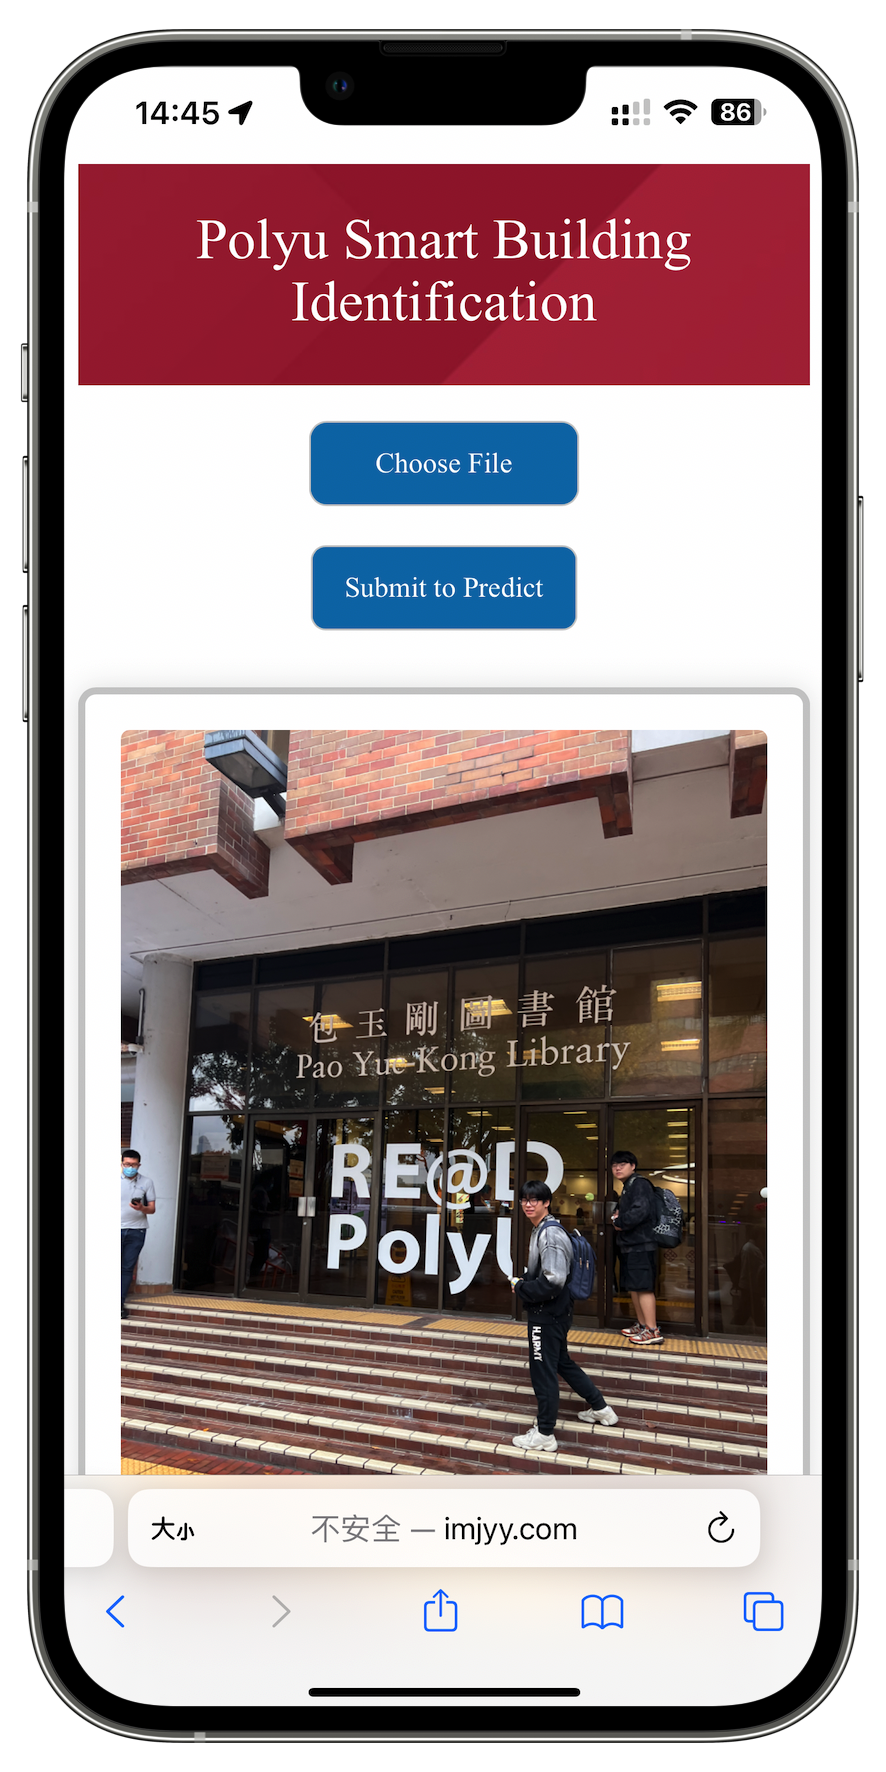 14:45
86
Polyu Smart Building
Identification
Choose File
Submit to Predict
包玉剛圖書館
Pao Yue-Kong Library
RE@D
PolyU
H.ARMY
大小
不安全 — imjyy.com